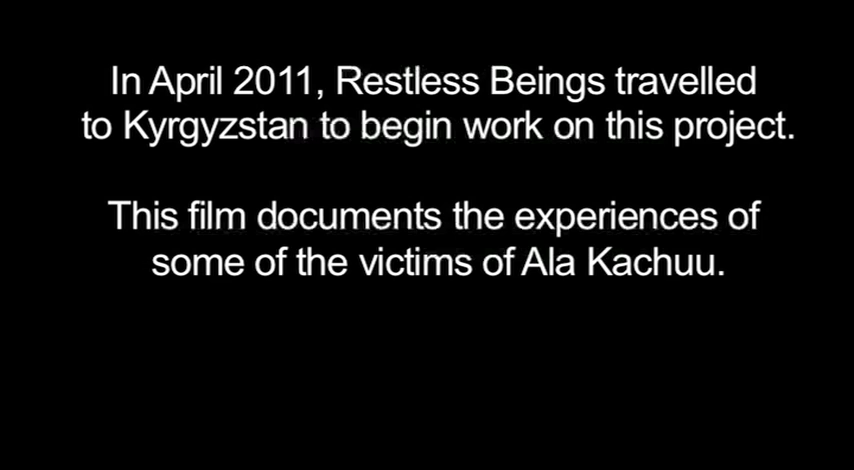 In April 2011, Restless Beings travelled
to Kyrgyzstan to begin work on this project.
This film documents the experiences of
some of the victims of Ala Kachuu.